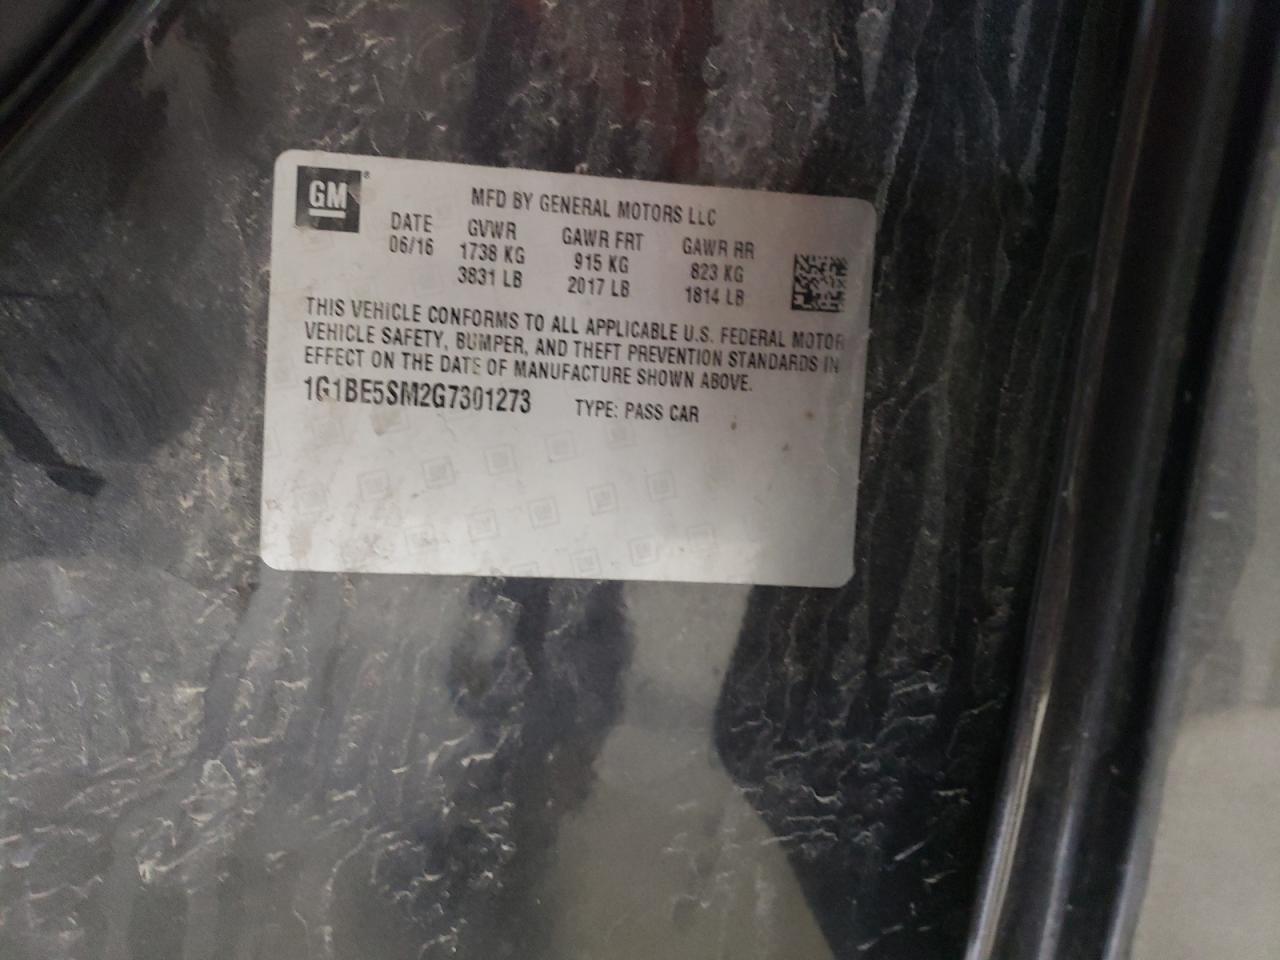 GM®
MFD BY GENERAL MOTORS LLC
DATE GVWR GAWR FRT GAWR RR
06/16 1738 KG 915 KG 823 KG
3831 LB 2017 LB 1814 LB
THIS VEHICLE CONFORMS TO ALL APPLICABLE U.S. FEDERAL MOTOR
VEHICLE SAFETY, BUMPER, AND THEFT PREVENTION STANDARDS IN
EFFECT ON THE DATE OF MANUFACTURE SHOWN ABOVE.
1G1BE5SM2G7301273 TYPE: PASS CAR